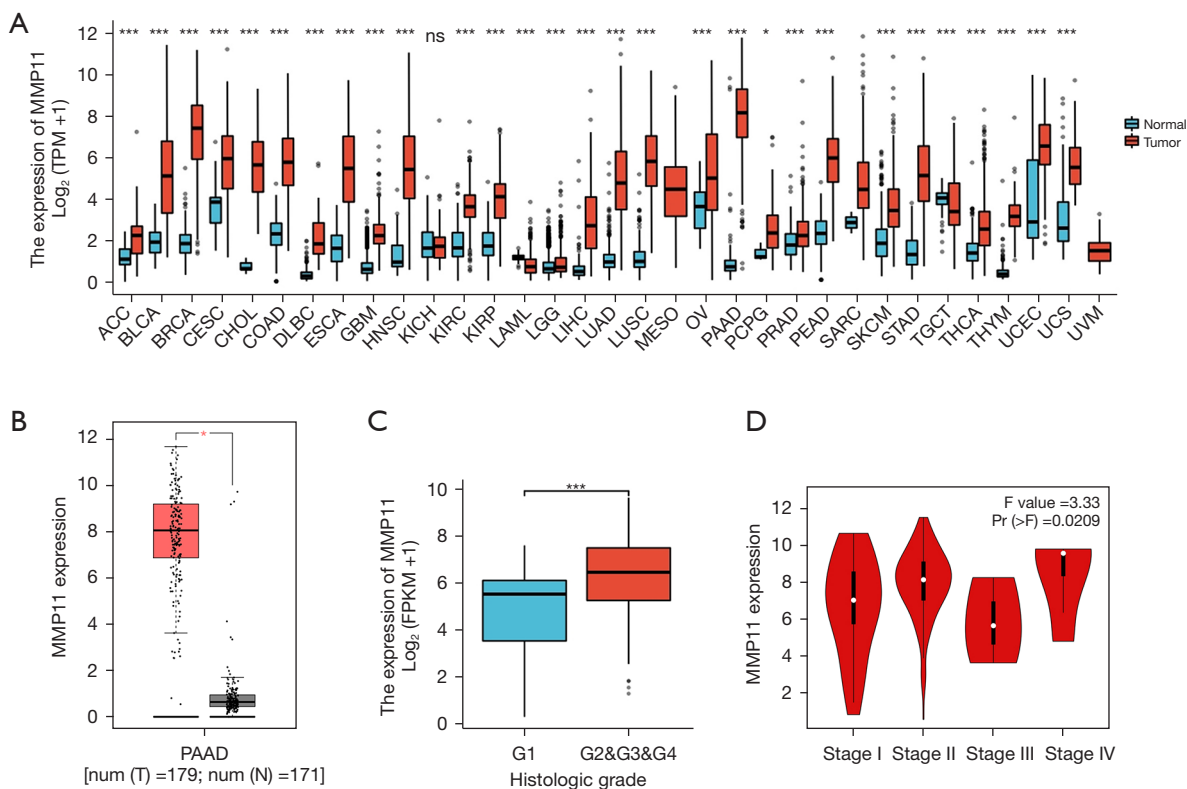 A
The expression of MMP11
Log₂ (TPM +1)
12
10
8
6
4
2
0
*** *** *** *** *** *** *** *** *** *** ns *** *** *** *** *** *** *** *** *** * *** *** *** *** *** *** *** *** ***
Normal
Tumor
ACC BLCA BRCA CESC CHOL COAD DLBC ESCA GBM HNSC KICH KIRC KIRP LAML LGG LIHC LUAD LUSC MESO OV PAAD PCPG PRAD PEAD SARC SKCM STAD TGCT THCA THYM UCEC UCS UVM
B
MMP11 expression
12
10
8
6
4
2
0
*
PAAD
[num (T) =179; num (N) =171]
C
The expression of MMP11
Log₂ (FPKM +1)
10
8
6
4
2
0
***
G1 G2&G3&G4
Histologic grade
D
MMP11 expression
12
10
8
6
4
2
F value =3.33
Pr (>F) =0.0209
Stage I Stage II Stage III Stage IV